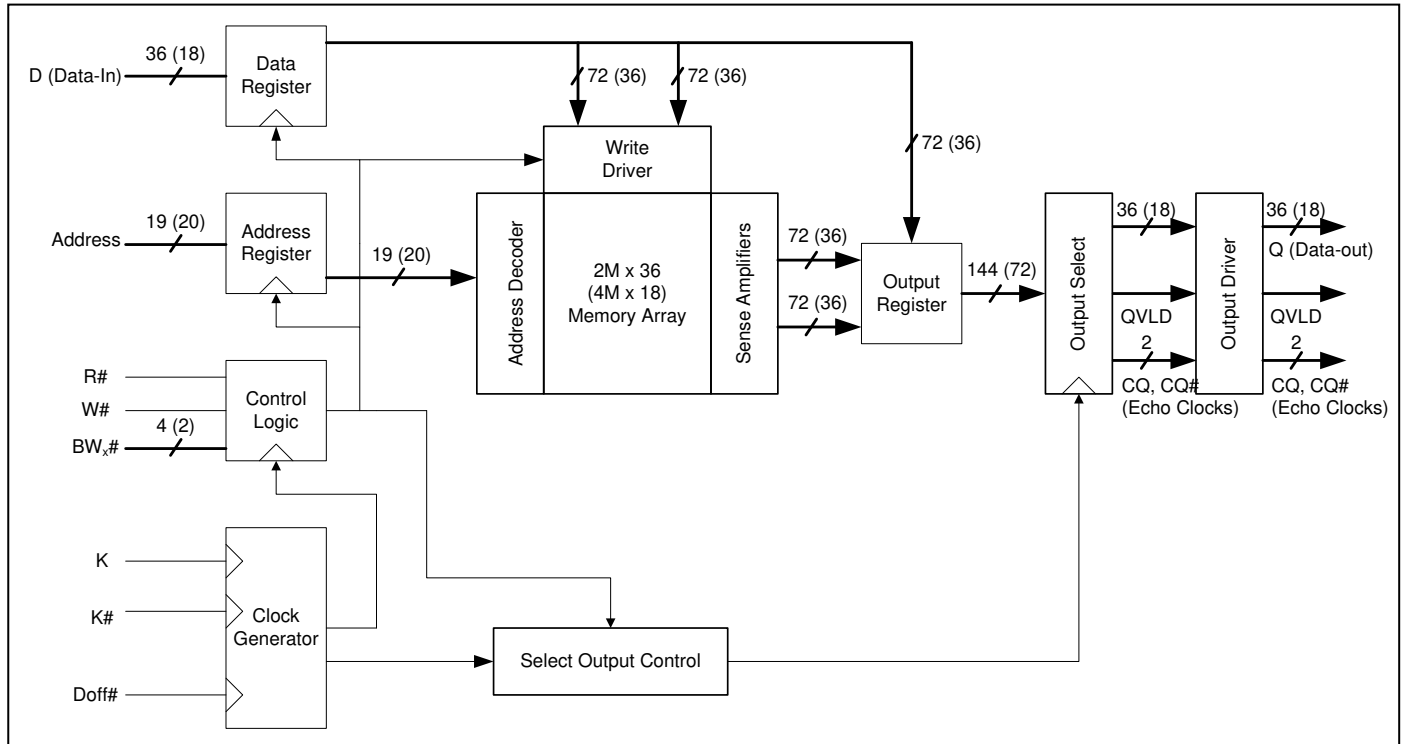 36 (18)
D (Data-In)
Data
Register
72 (36)
72 (36)
72 (36)
Write
Driver
19 (20)
Address
Address
Register
19 (20)
Address Decoder
2M x 36
(4M x 18)
Memory Array
Sense Amplifiers
72 (36)
72 (36)
Output
Register
144 (72)
Output Select
36 (18)
QVLD
2
CQ, CQ#
(Echo Clocks)
Output Driver
36 (18)
Q (Data-out)
QVLD
2
CQ, CQ#
(Echo Clocks)
R#
W#
4 (2)
BWx#
Control
Logic
K
K#
Doff#
Clock
Generator
Select Output Control